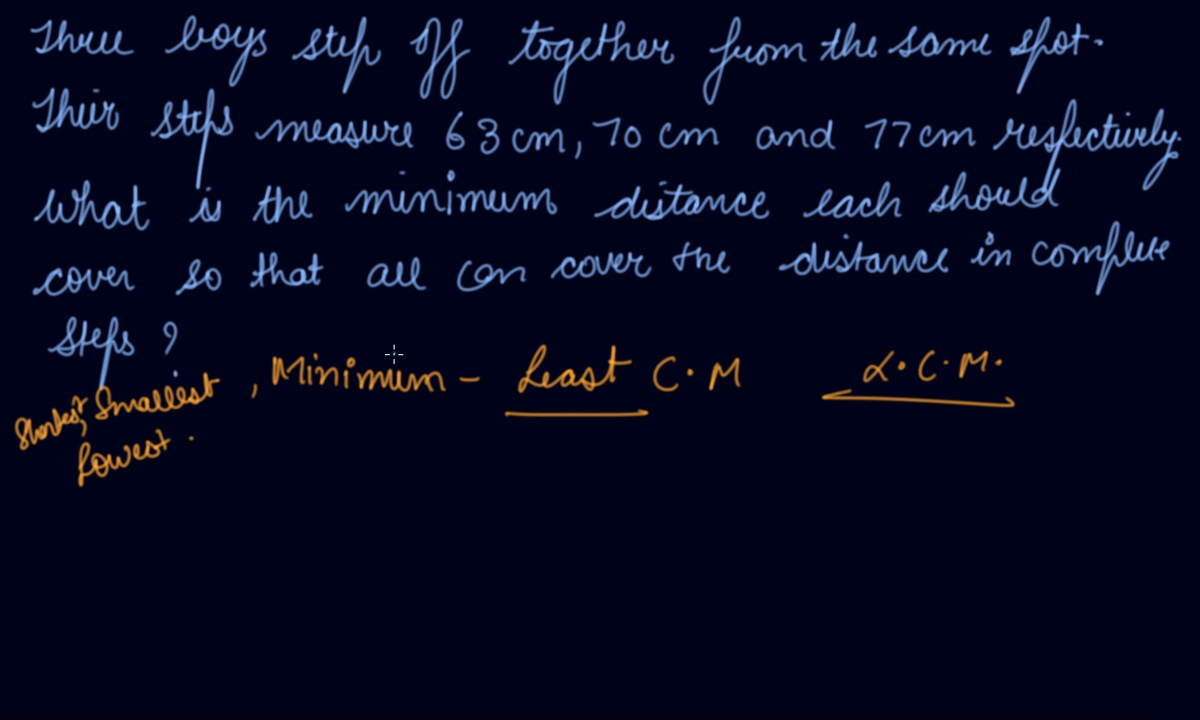 Three boys step off together from the same spot.
Their steps measure 63 cm, 70 cm and 77 cm respectively.
What is the minimum distance each should
cover so that all can cover the distance in complete
steps?
Shortest, Smallest, Minimum - Least C.M L.C.M.
Lowest.